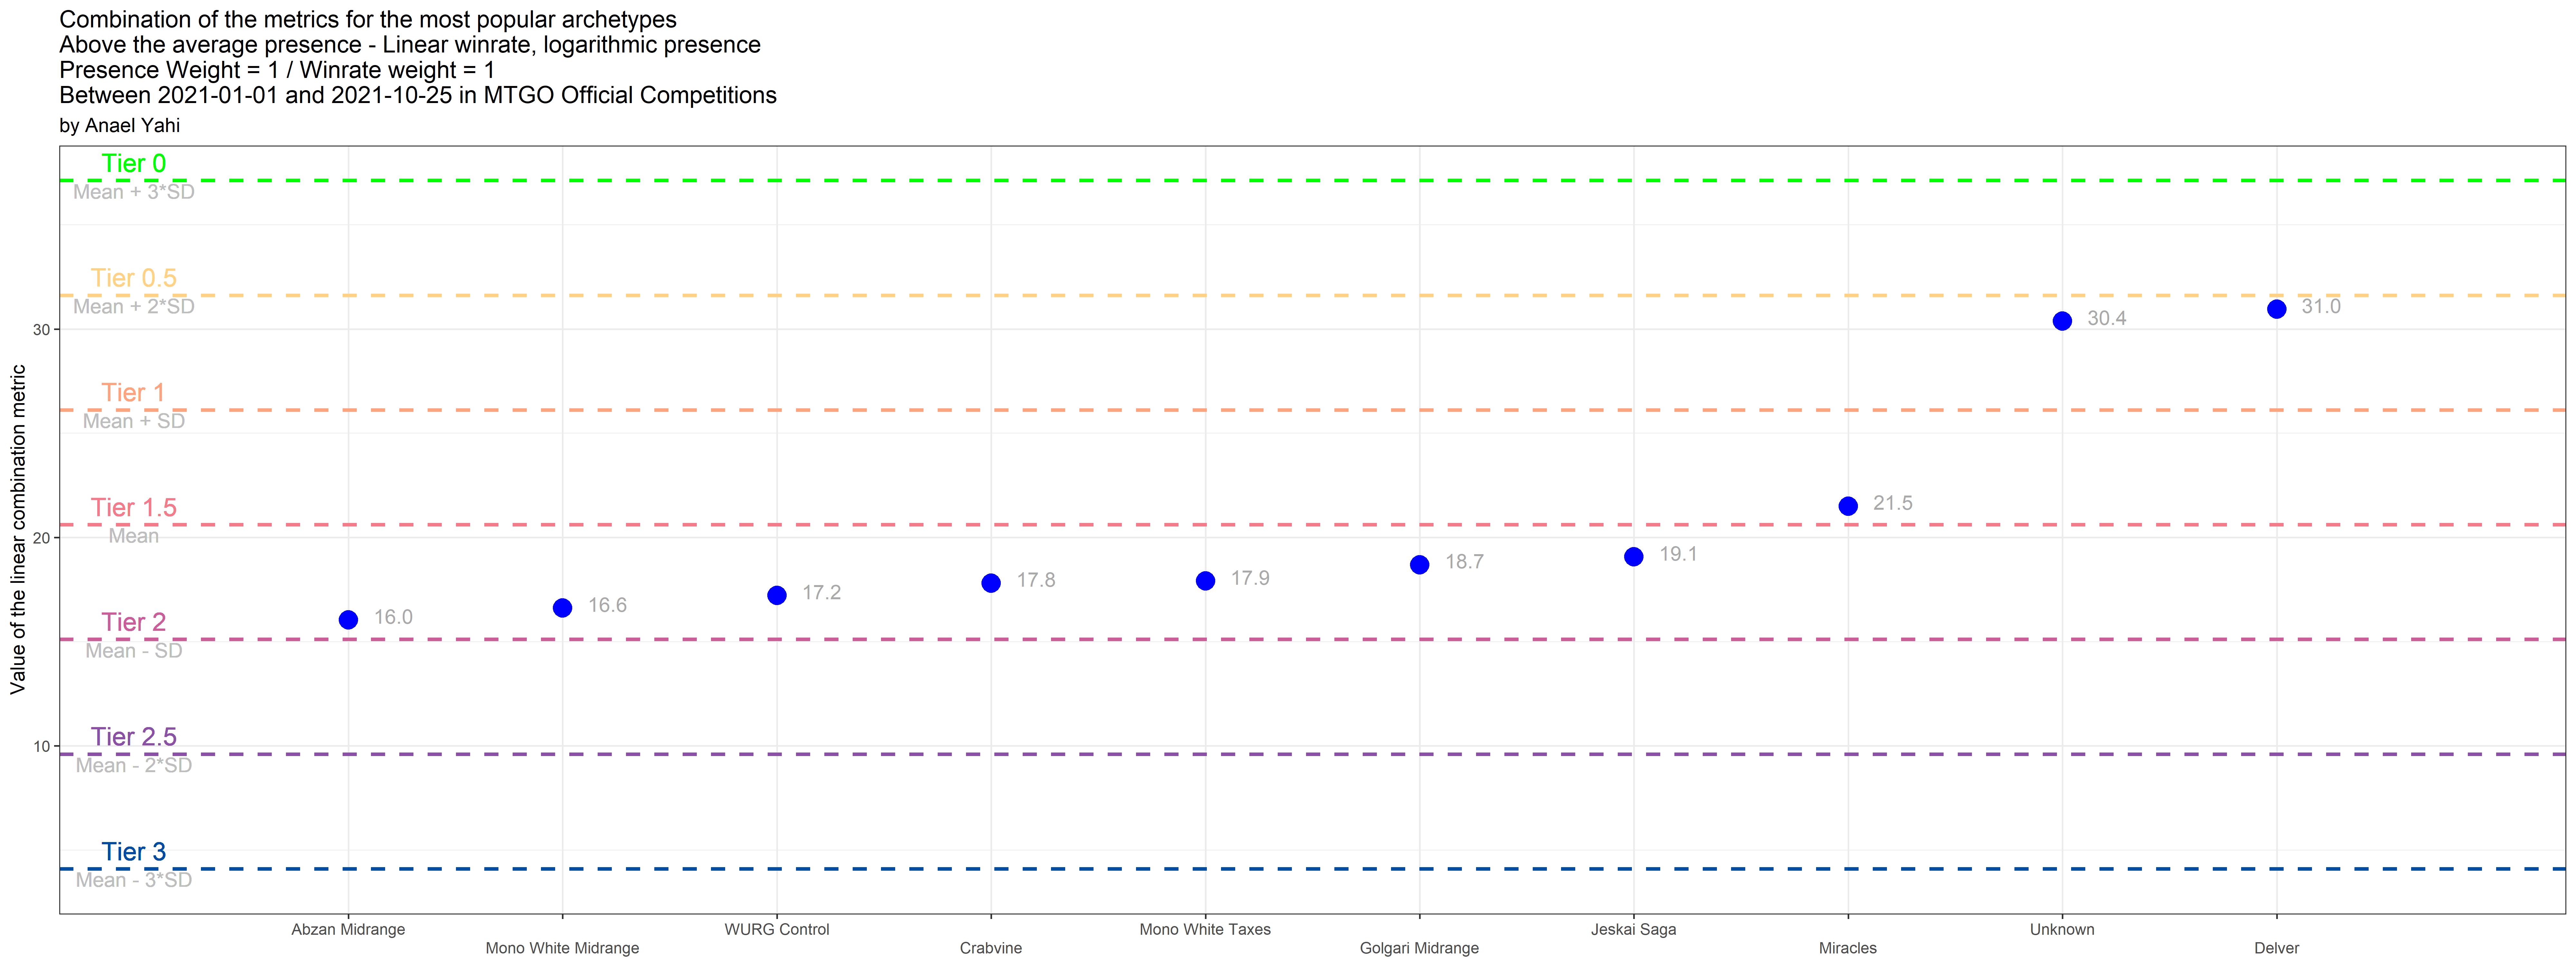 Combination of the metrics for the most popular archetypes
Above the average presence - Linear winrate, logarithmic presence
Presence Weight = 1 / Winrate weight = 1
Between 2021-01-01 and 2021-10-25 in MTGO Official Competitions
by Anael Yahi
Value of the linear combination metric
Tier 0
Mean + 3*SD
Tier 0.5
Mean + 2*SD
30
Tier 1
Mean + SD
Tier 1.5
Mean
20
Tier 2
Mean - SD
Tier 2.5
10
Mean - 2*SD
Tier 3
Mean - 3*SD
16.0
16.6
17.2
17.8
17.9
18.7
19.1
21.5
30.4
31.0
Abzan Midrange
Mono White Midrange
WURG Control
Crabvine
Mono White Taxes
Golgari Midrange
Jeskai Saga
Miracles
Unknown
Delver